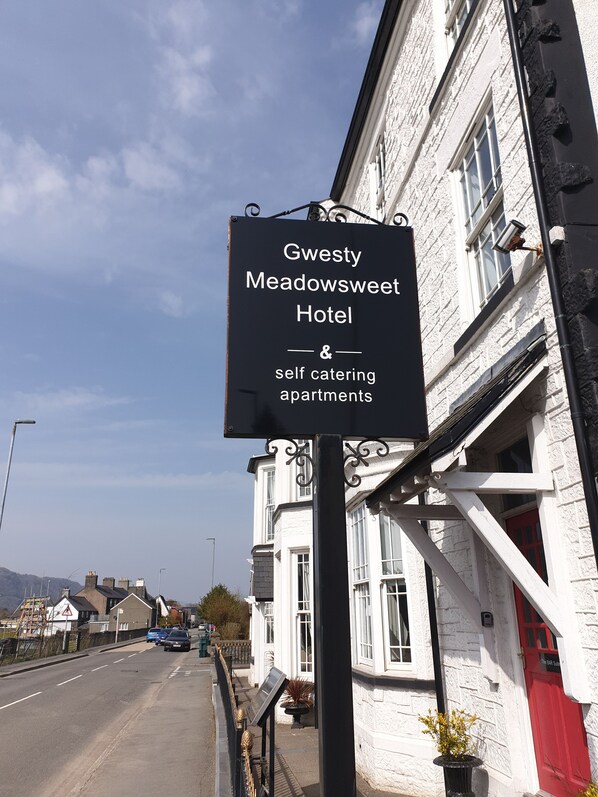 Gwesty
Meadowsweet
Hotel
&
self catering
apartments